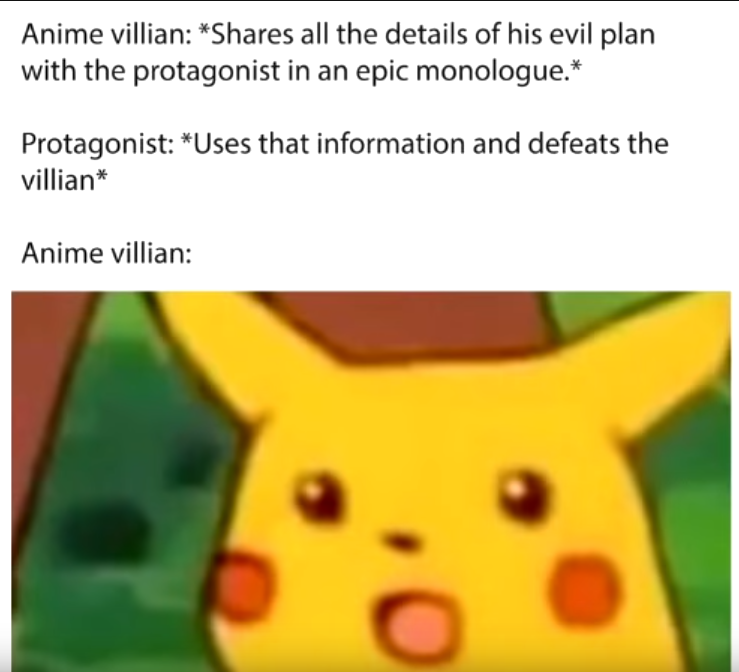 Anime villian: *Shares all the details of his evil plan
with the protagonist in an epic monologue.*
Protagonist: *Uses that information and defeats the
villian*
Anime villian: